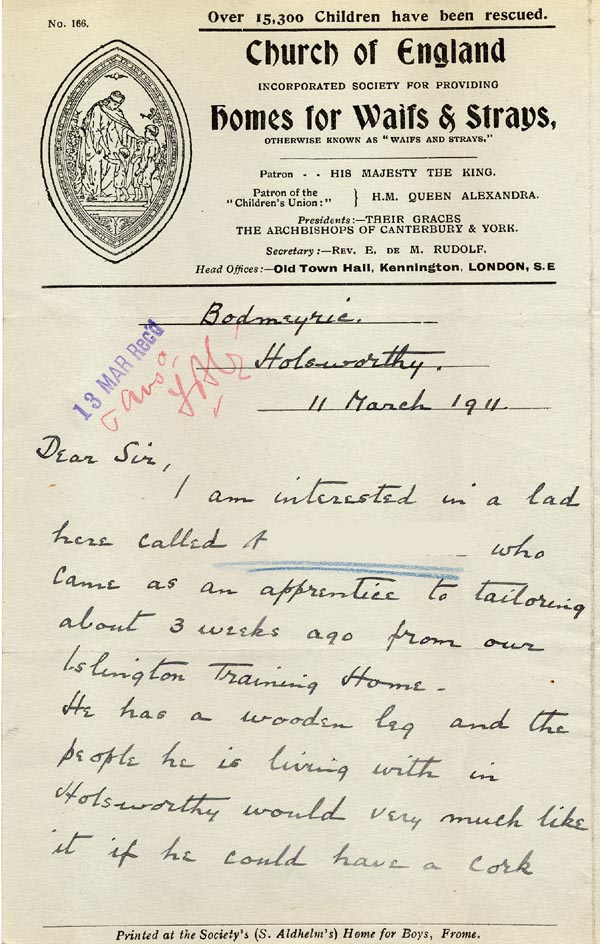 No. 166.
Over 15,300 Children have been rescued.
Church of England
INCORPORATED SOCIETY FOR PROVIDING
Homes for Waifs & Strays,
OTHERWISE KNOWN AS "WAIFS AND STRAYS."
Patron - - HIS MAJESTY THE KING.
Patron of the "Children's Union:" } H.M. QUEEN ALEXANDRA.
Presidents:—THEIR GRACES
THE ARCHBISHOPS OF CANTERBURY & YORK.
Secretary:—REV. E. DE M. RUDOLF.
Head Offices:—Old Town Hall, Kennington, LONDON, S.E
Bodmeyric.
Holsworthy.
13 MAR Rec'd
11 March 1911.
Dear Sir,
I am interested in a lad
here called A who
came as an apprentice to tailoring
about 3 weeks ago from our
Islington Training Home -
He has a wooden leg and the
people he is living with in
Holsworthy would very much like
it if he could have a cork
Printed at the Society's (S. Aldhelm's) Home for Boys, Frome.